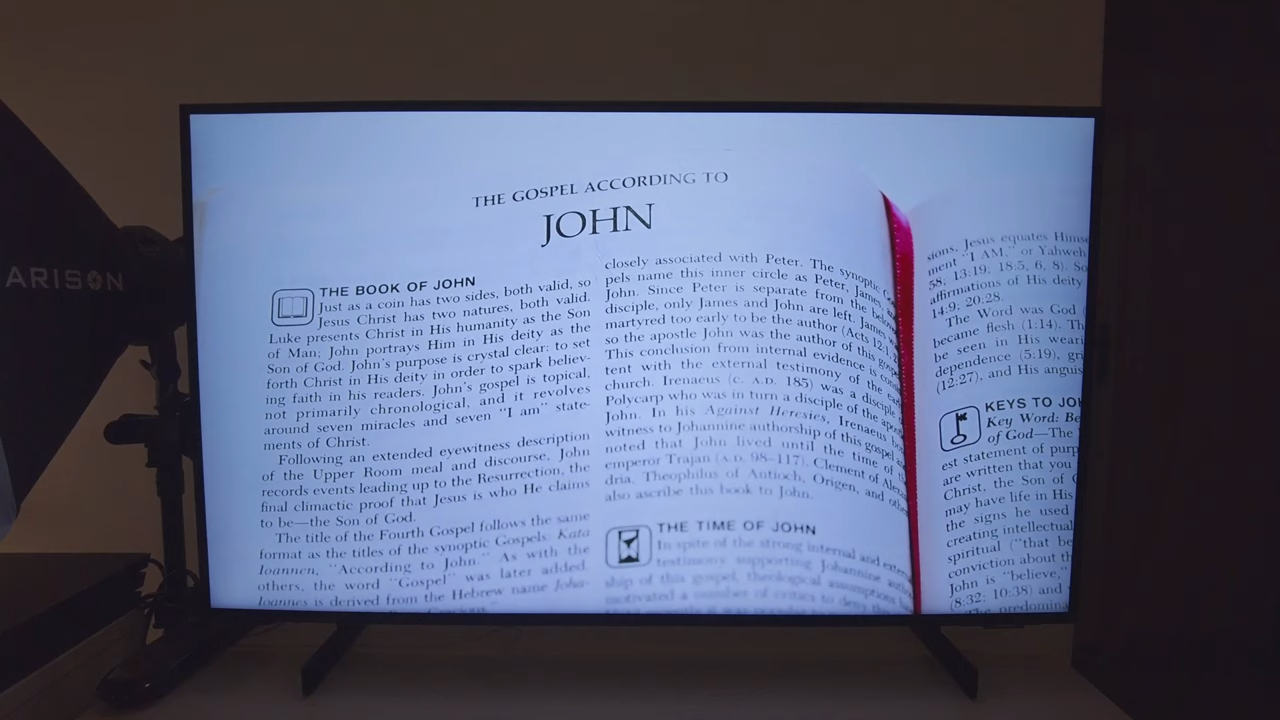 ARISON
THE GOSPEL ACCORDING TO
JOHN
THE BOOK OF JOHN
Just as a coin has two sides, both valid, so
Jesus Christ has two natures, both valid.
Luke presents Christ in His humanity as the Son
of Man; John portrays Him in His deity as the
Son of God. John's purpose is crystal clear: to set
forth Christ in His deity in order to spark believ-
ing faith in his readers. John's gospel is topical,
not primarily chronological, and it revolves
around seven miracles and seven "I am" state-
ments of Christ.
Following an extended eyewitness description
of the Upper Room meal and discourse, John
records events leading up to the Resurrection, the
final climactic proof that Jesus is who He claims
to be—the Son of God.
The title of the Fourth Gospel follows the same
format as the titles of the synoptic Gospels: Kata
Ioannen, "According to John." As with the
others, the word "Gospel" was later added.
Ioannes is derived from the Hebrew name Joha-
closely associated with Peter. The synoptic
pels name this inner circle as Peter, James
John. Since Peter is separate from the
disciple, only James and John are left. James
martyred too early to be the author (Acts 12:1,
so the apostle John was the author of this
This conclusion from internal evidence is
tent with the external testimony of the
church. Irenaeus (c. A.D. 185) was a disciple
Polycarp who was in turn a disciple of the
John. In his Against Heresies, Irenaeus
witness to Johannine authorship of this gospel
noted that John lived until the time of
emperor Trajan (A.D. 98–117). Clement of
dria, Theophilus of Antioch, Origen, and
also ascribe this book to John.
THE TIME OF JOHN
In spite of the strong internal and
testimony supporting Johannine
ship of this gospel, theological assumptions
motivated a number of critics to deny
sions, Jesus equates
ment "I AM," or Yahweh
58; 13:19; 18:5, 6, 8). So
affirmations of His deity
14:9; 20:28.
The Word was God
became flesh (1:14).
be seen in His
dependence (5:19),
(12:27), and His
KEYS TO
Key Word:
of God—The
est statement of
are written that you
Christ, the Son of
may have life in His
the signs he used
creating intellectual
spiritual ("that
conviction about
John is "believe,"
(8:32; 10:38) and
The